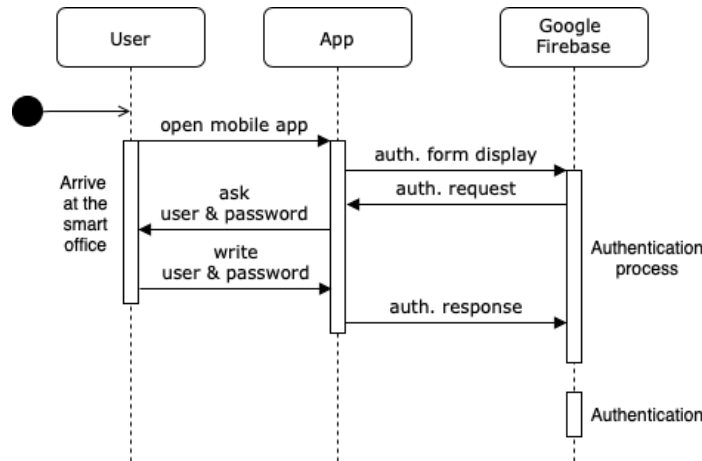 User
App
Google
Firebase
open mobile app
auth. form display
Arrive
at the
smart
office
ask
user & password
auth. request
write
user & password
Authentication
process
auth. response
Authentication